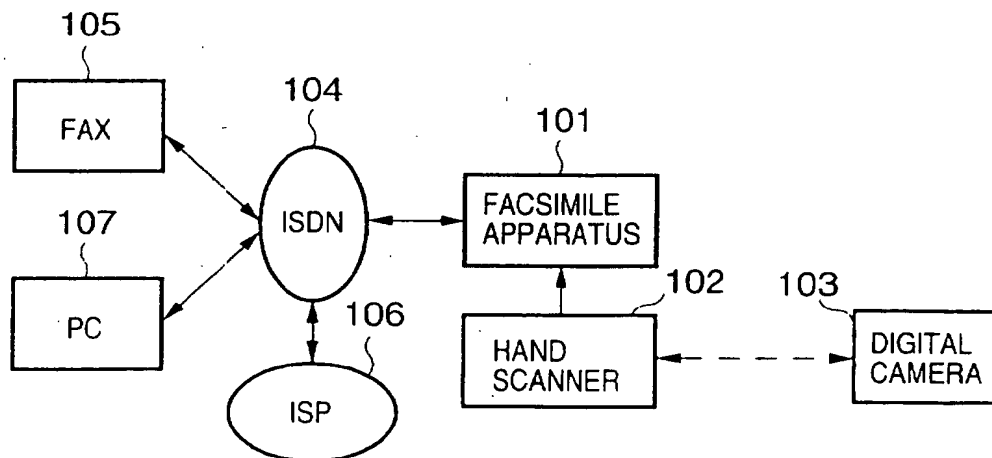 105
FAX
104
ISDN
101
FACSIMILE
APPARATUS
107
PC
106
ISP
102
HAND
SCANNER
103
DIGITAL
CAMERA